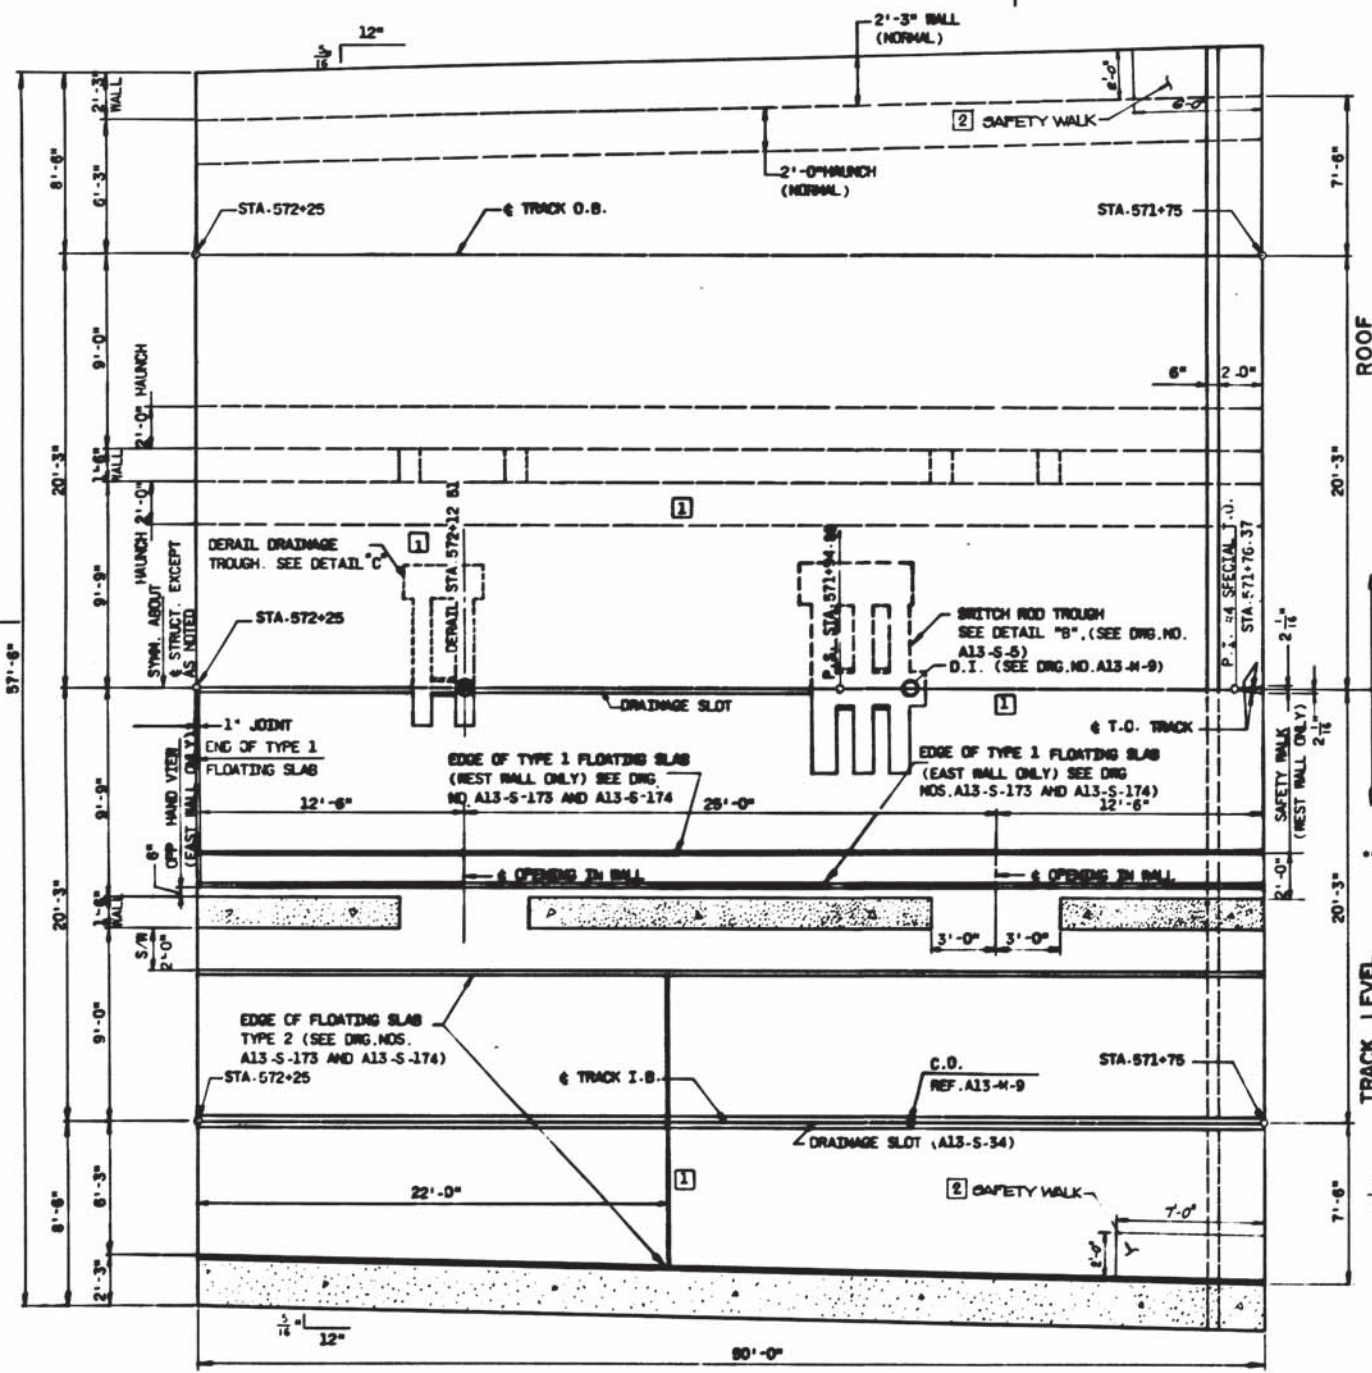 12"
5/16
2'-3" WALL
(NORMAL)
2'-0"
6'-0"
2 SAFETY WALK
2'-0" HAUNCH
(NORMAL)
2'-3"
WALL
8'-6"
6'-3"
7'-6"
STA.572+25
℄ TRACK O.B.
STA.571+75
ROOF
9'-0"
2'-0" HAUNCH
6"
2'-0"
1'-6"
WALL
20'-3"
20'-3"
HAUNCH 2'-0"
1
DERAIL DRAINAGE
TROUGH. SEE DETAIL "C"
1
DERAIL STA.572+12 51
P.S. STA.571+94.
P.I. #4 SPECIAL T.O.
STA.571+76.37
9'-9"
SYMM. ABOUT
℄ STRUCT. EXCEPT
AS NOTED
STA.572+25
SWITCH ROD TROUGH
SEE DETAIL "B".(SEE DWG.NO.
A13-S-5)
D.I. (SEE DWG.NO.A13-M-9)
2 1/16"
57'-6"
DRAINAGE SLOT
1
℄ T.O. TRACK
2 1/16"
1" JOINT
END OF TYPE 1
FLOATING SLAB
EDGE OF TYPE 1 FLOATING SLAB
(WEST WALL ONLY) SEE DWG
NO A13-S-173 AND A13-S-174
EDGE OF TYPE 1 FLOATING SLAB
(EAST WALL ONLY) SEE DWG
NOS.A13-S-173 AND A13-S-174)
SAFETY WALK
(WEST WALL ONLY)
9'-9"
OPP HAND VIEW
(EAST WALL ONLY)
12'-6"
25'-0"
12'-6"
6"
℄ OPENING IN WALL
℄ OPENING IN WALL
2'-0"
20'-3"
1'-6"
WALL
20'-3"
3'-0"
3'-0"
S/W
2'-0"
9'-0"
EDGE OF FLOATING SLAB
TYPE 2 (SEE DWG.NOS.
A13-S-173 AND A13-S-174)
STA.572+25
℄ TRACK I.B.
C.O.
REF.A13-M-9
STA.571+75
TRACK LEVEL
DRAINAGE SLOT (A13-S-34)
8'-6"
6'-3"
22'-0"
1
2 SAFETY WALK
7'-0"
2'-0"
7'-6"
2'-3"
5/16"
12"
50'-0"